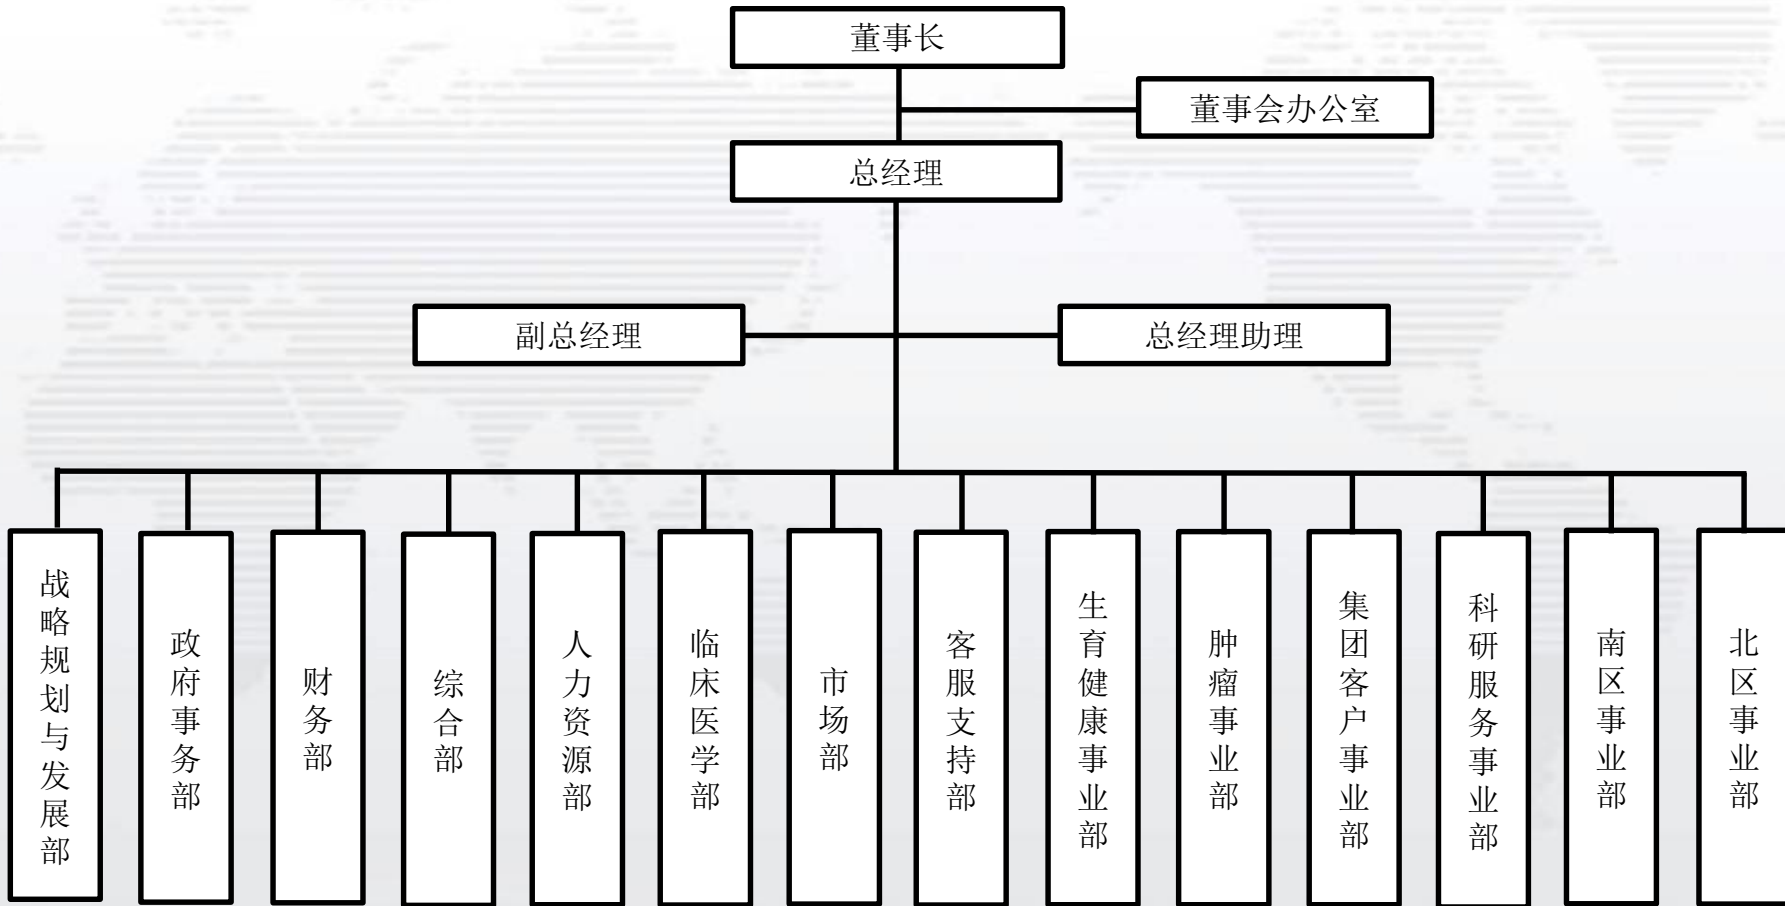 董事长
董事会办公室
总经理
副总经理
总经理助理
战略规划与发展部
政府事务部
财务部
综合部
人力资源部
临床医学部
市场部
客服支持部
生育健康事业部
肿瘤事业部
集团客户事业部
科研服务事业部
南区事业部
北区事业部